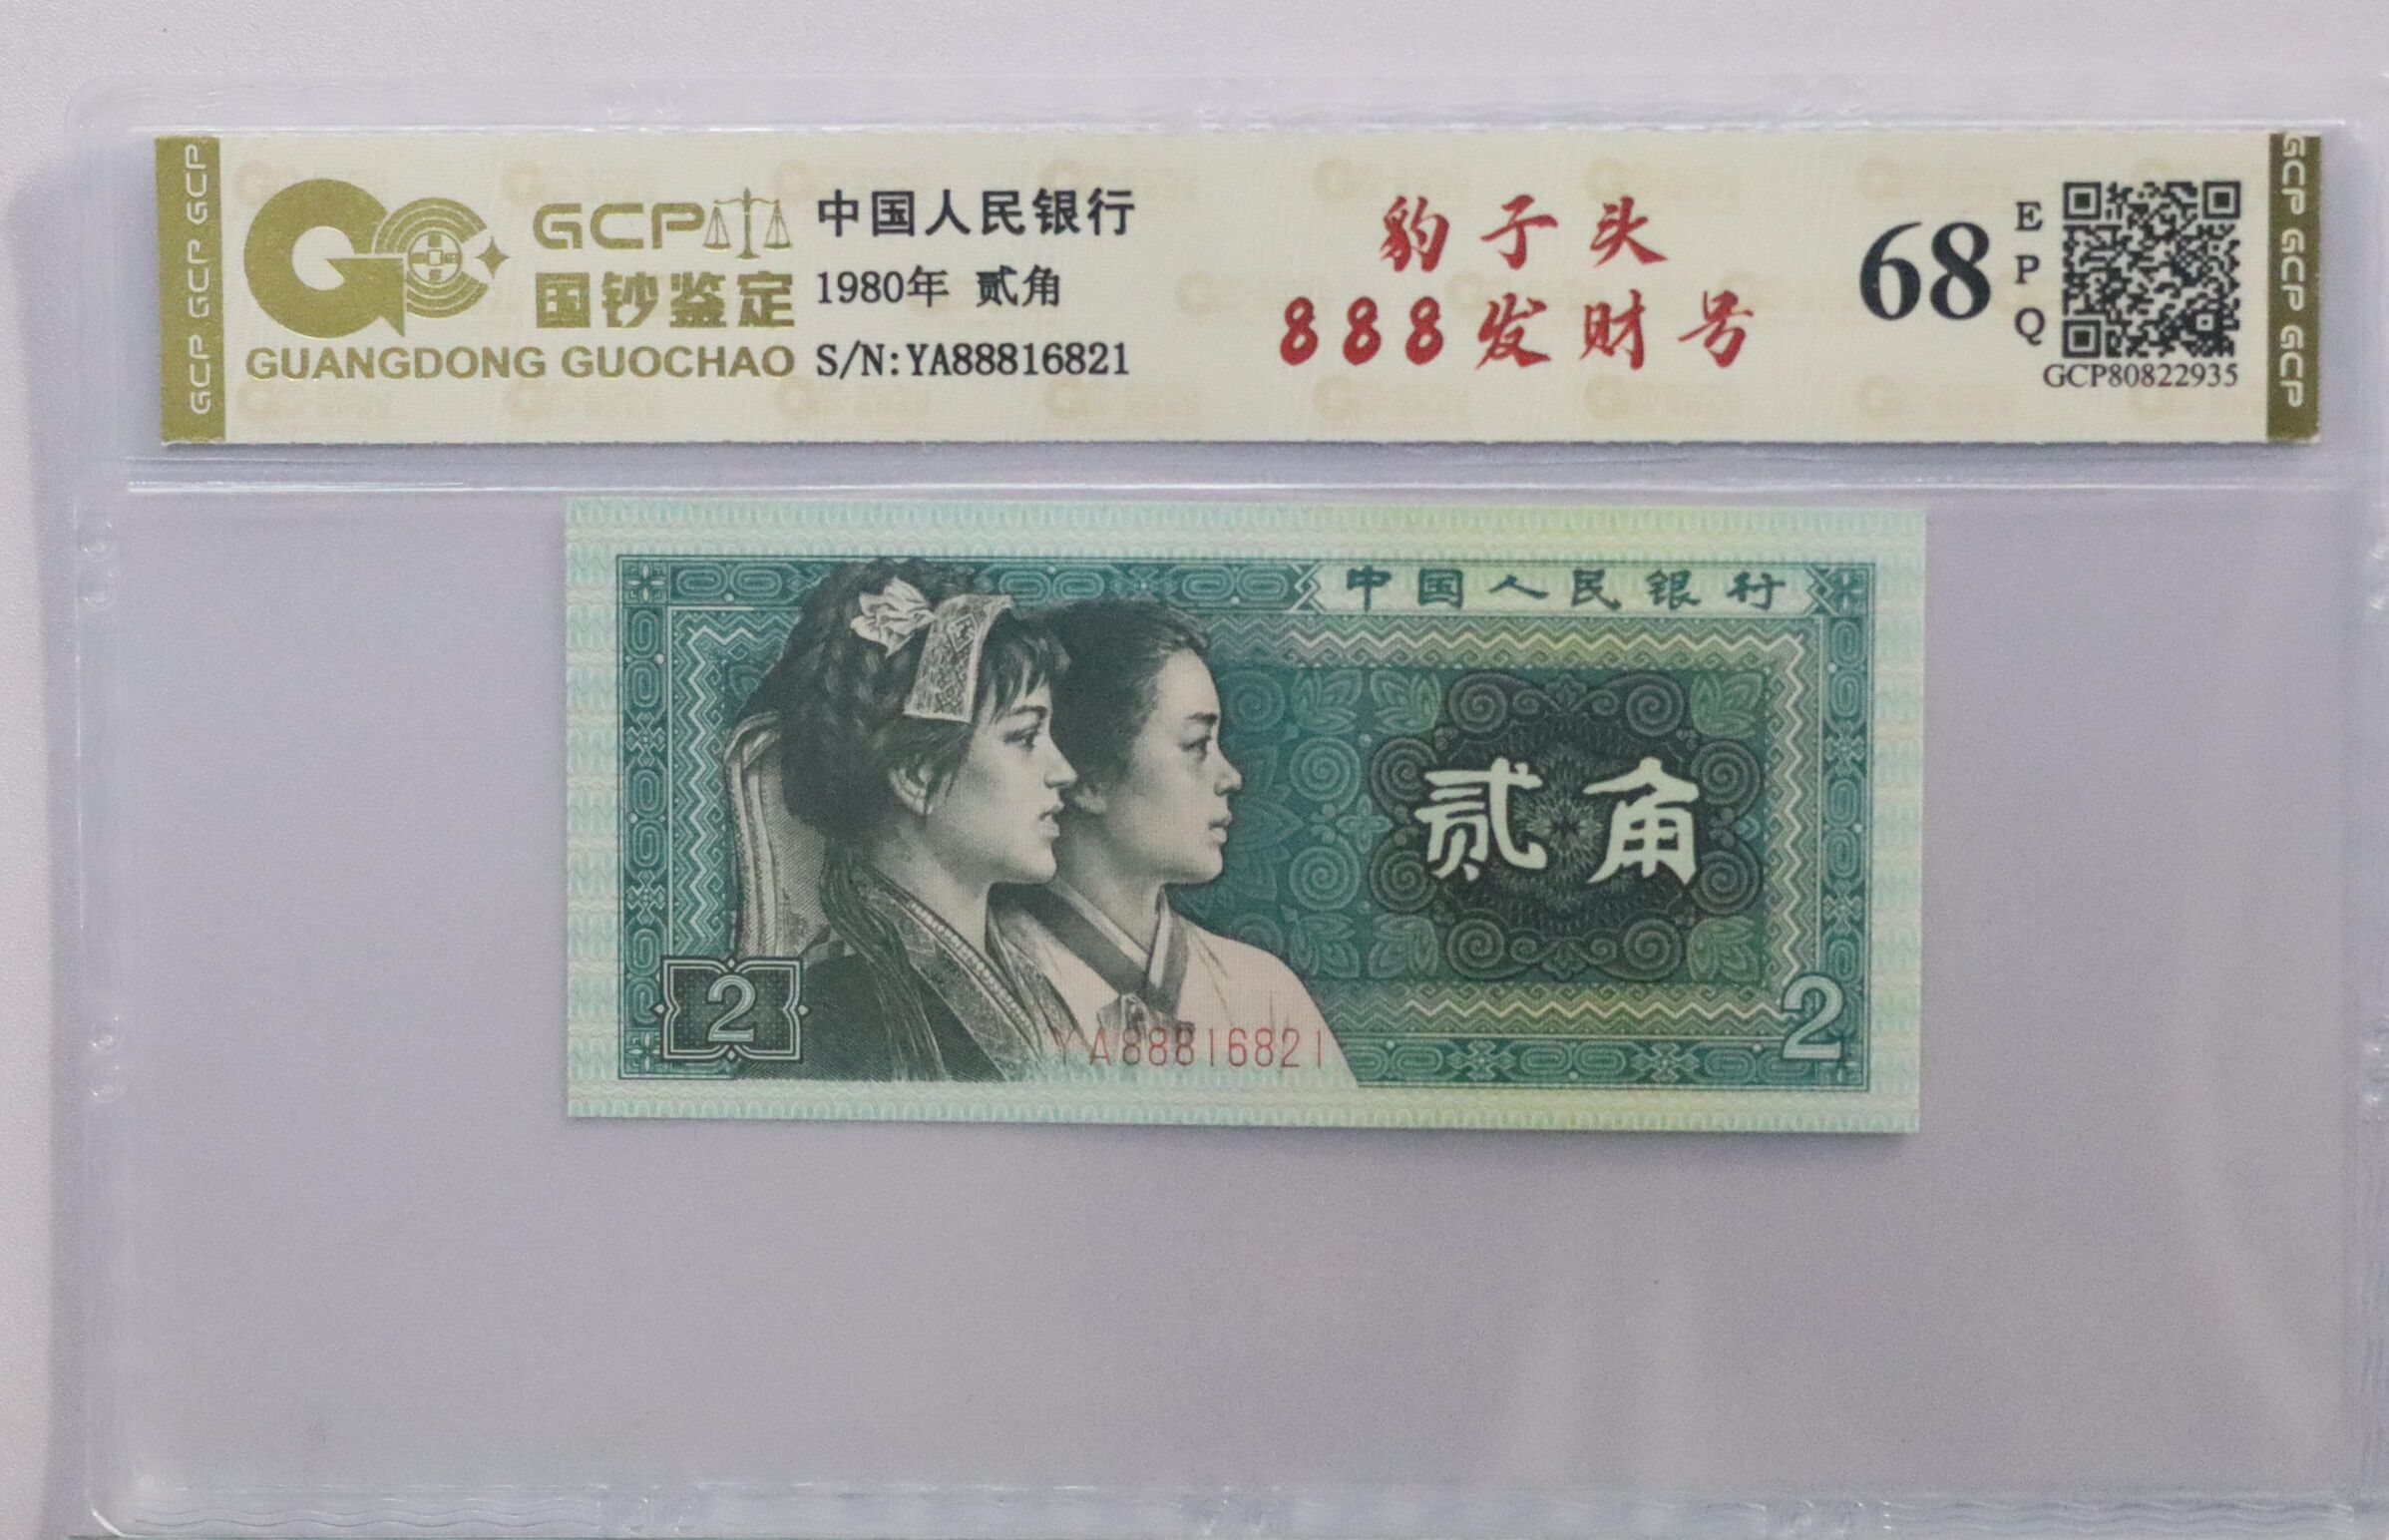 GCP GCP GCP
GCP
国钞鉴定
GUANGDONG GUOCHAO
中国人民银行
1980年 贰角
S/N:YA88816821
豹子头
888发财号
68
EPQ
GCP80822935
GCP GCP GCP
中国人民银行
贰角
2
2
YA88816821